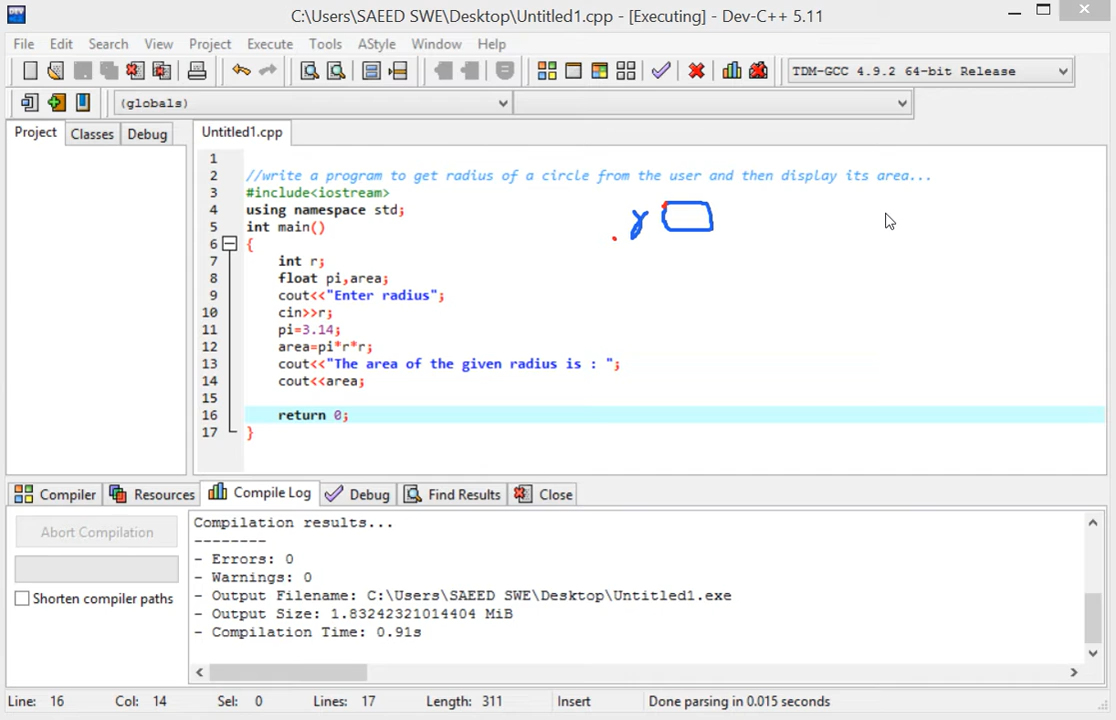 C:\Users\SAEED SWE\Desktop\Untitled1.cpp - [Executing] - Dev-C++ 5.11
File Edit Search View Project Execute Tools AStyle Window Help
TDM-GCC 4.9.2 64-bit Release
(globals)
Project Classes Debug Untitled1.cpp
1
2 //write a program to get radius of a circle from the user and then display its area...
3 #include<iostream>
4 using namespace std;
5 int main()
6 {
7 int r;
8 float pi,area;
9 cout<<"Enter radius";
10 cin>>r;
11 pi=3.14;
12 area=pi*r*r;
13 cout<<"The area of the given radius is : ";
14 cout<<area;
15
16 return 0;
17 }
Compiler Resources Compile Log Debug Find Results Close
Abort Compilation
Shorten compiler paths
Compilation results...
--------
- Errors: 0
- Warnings: 0
- Output Filename: C:\Users\SAEED SWE\Desktop\Untitled1.exe
- Output Size: 1.83242321014404 MiB
- Compilation Time: 0.91s
Line: 16 Col: 14 Sel: 0 Lines: 17 Length: 311 Insert Done parsing in 0.015 seconds